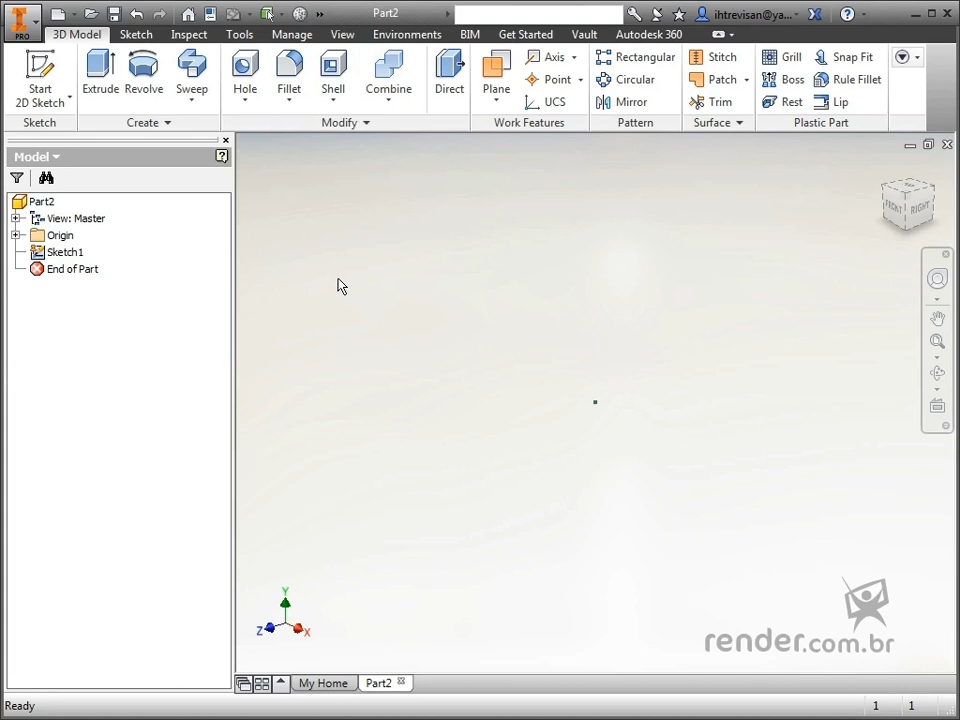 Part2
ihtrevisan@ya...
PRO
3D Model Sketch Inspect Tools Manage View Environments BIM Get Started Vault Autodesk 360
Start
2D Sketch
Extrude Revolve Sweep Hole Fillet Shell Combine Direct Plane
Axis Rectangular Stitch Grill Snap Fit
Point Circular Patch Boss Rule Fillet
UCS Mirror Trim Rest Lip
Sketch Create Modify Work Features Pattern Surface Plastic Part
Model
Part2
View: Master
Origin
Sketch1
End of Part
FRONT RIGHT
Y
Z X
render.com.br
My Home Part2
Ready 1 1